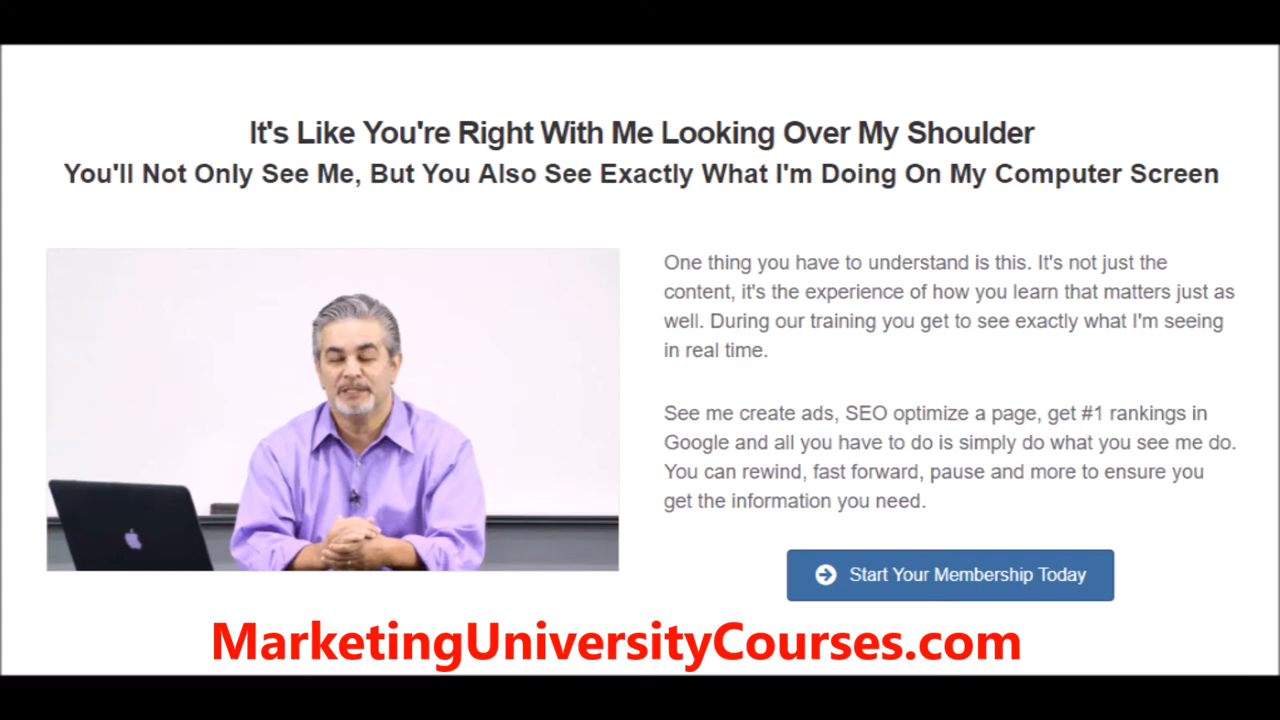 It's Like You're Right With Me Looking Over My Shoulder
You'll Not Only See Me, But You Also See Exactly What I'm Doing On My Computer Screen
One thing you have to understand is this. It's not just the
content, it's the experience of how you learn that matters just as
well. During our training you get to see exactly what I'm seeing
in real time.
See me create ads, SEO optimize a page, get #1 rankings in
Google and all you have to do is simply do what you see me do.
You can rewind, fast forward, pause and more to ensure you
get the information you need.
Start Your Membership Today
MarketingUniversityCourses.com